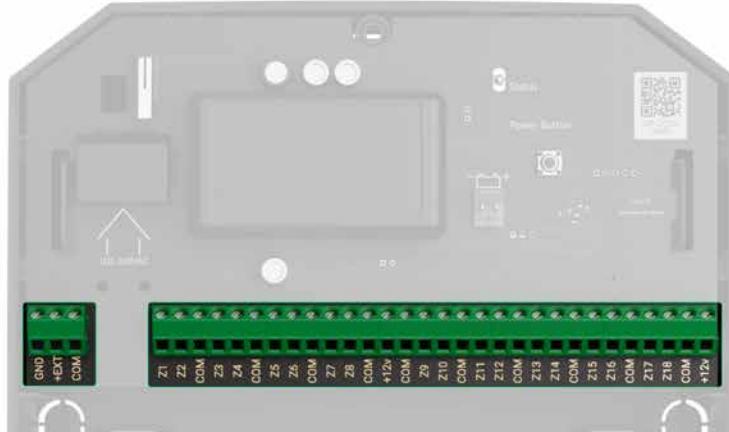 Status
Power Button
GND
+EXT
COM
Z1
Z2
COM
Z3
Z4
COM
Z5
Z6
COM
Z7
Z8
COM
+12v
COM
Z9
Z10
COM
Z11
Z12
COM
Z13
Z14
COM
Z15
Z16
COM
Z17
Z18
COM
+12v